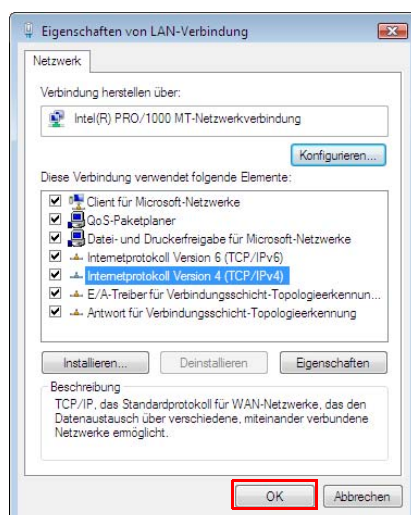 Eigenschaften von LAN-Verbindung
Netzwerk
Verbindung herstellen über:
Intel(R) PRO/1000 MT-Netzwerkverbindung
Konfigurieren...
Diese Verbindung verwendet folgende Elemente:
Client für Microsoft-Netzwerke
QoS-Paketplaner
Datei- und Druckerfreigabe für Microsoft-Netzwerke
Internetprotokoll Version 6 (TCP/IPv6)
Internetprotokoll Version 4 (TCP/IPv4)
E/A-Treiber für Verbindungsschicht-Topologieerkennun...
Antwort für Verbindungsschicht-Topologieerkennung
Installieren... Deinstallieren Eigenschaften
Beschreibung
TCP/IP, das Standardprotokoll für WAN-Netzwerke, das den
Datenaustausch über verschiedene, miteinander verbundene
Netzwerke ermöglicht.
OK Abbrechen